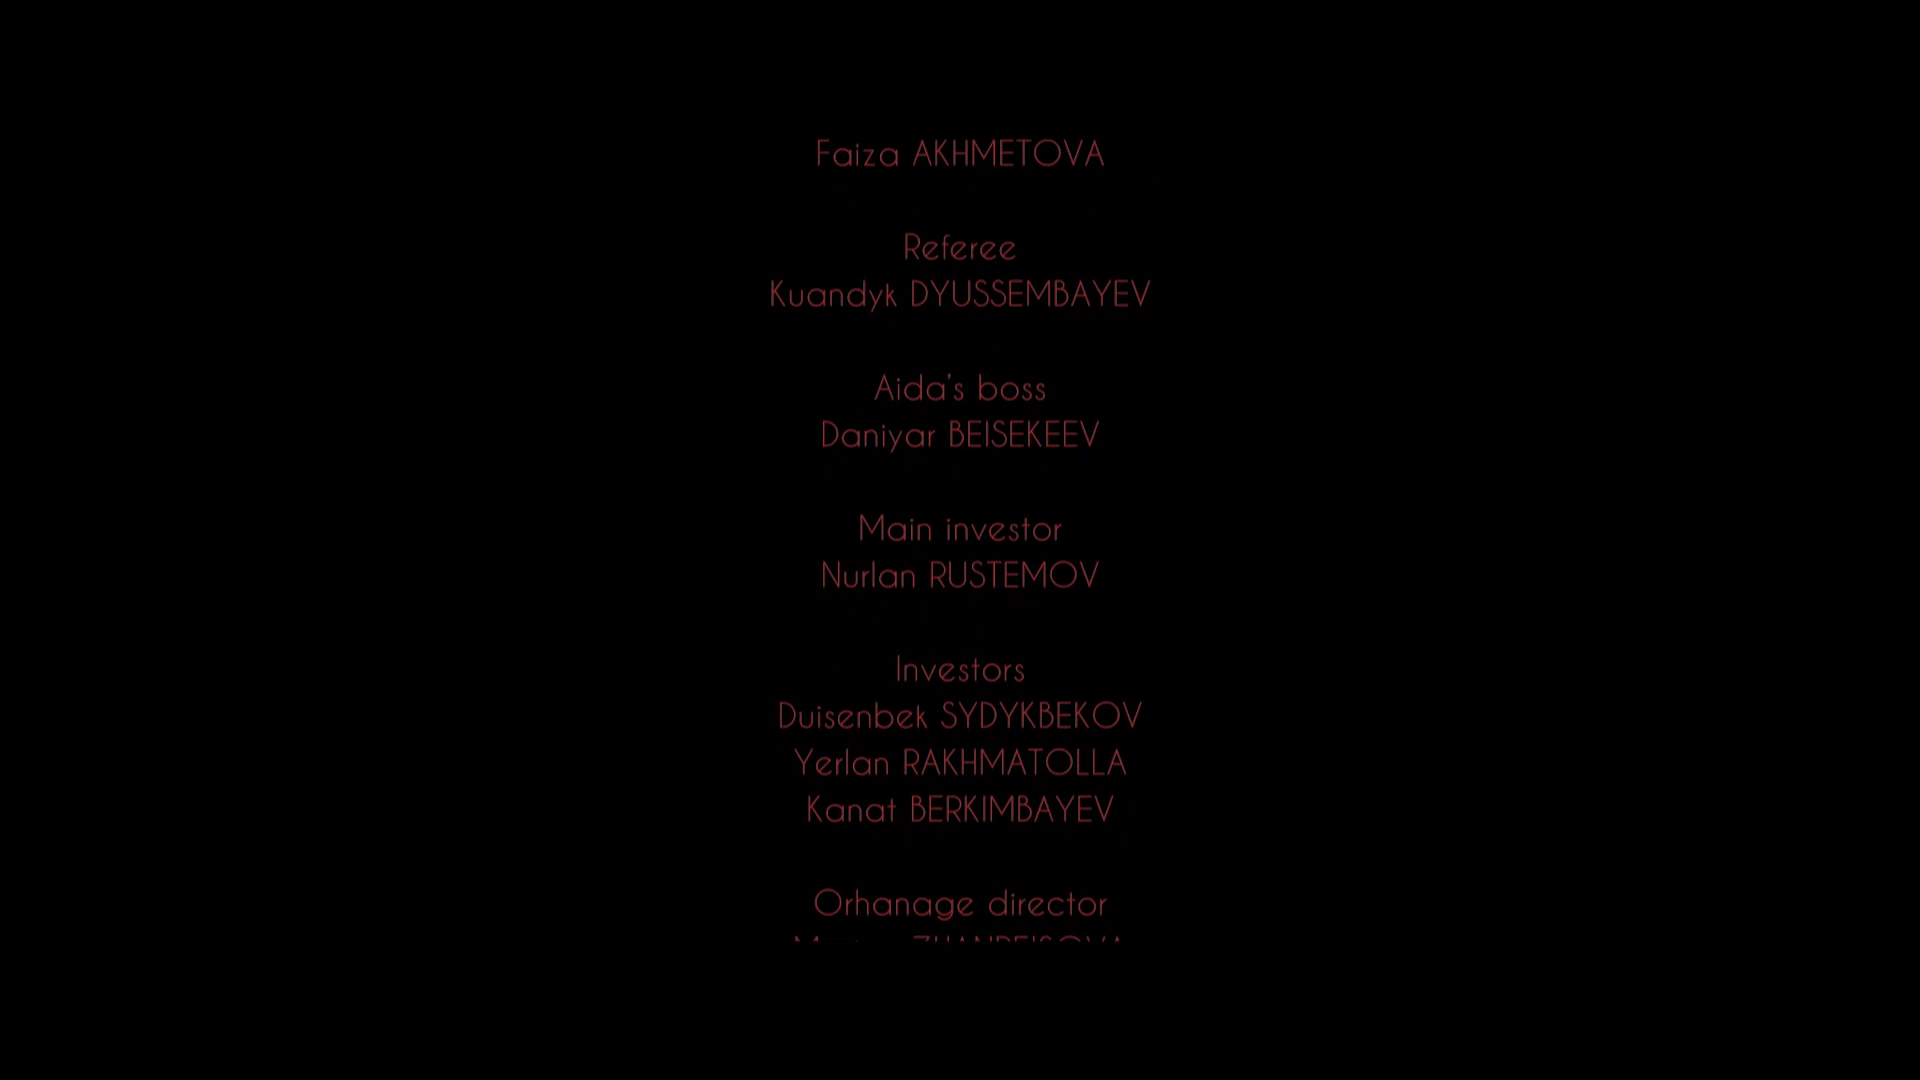 Faiza AKHMETOVA
Referee
Kuandyk DYUSSEMBAYEV
Aida's boss
Daniyar BEISEKEEV
Main investor
Nurlan RUSTEMOV
Investors
Duisenbek SYDYKBEKOV
Yerlan RAKHMATOLLA
Kanat BERKIMBAYEV
Orhanage director